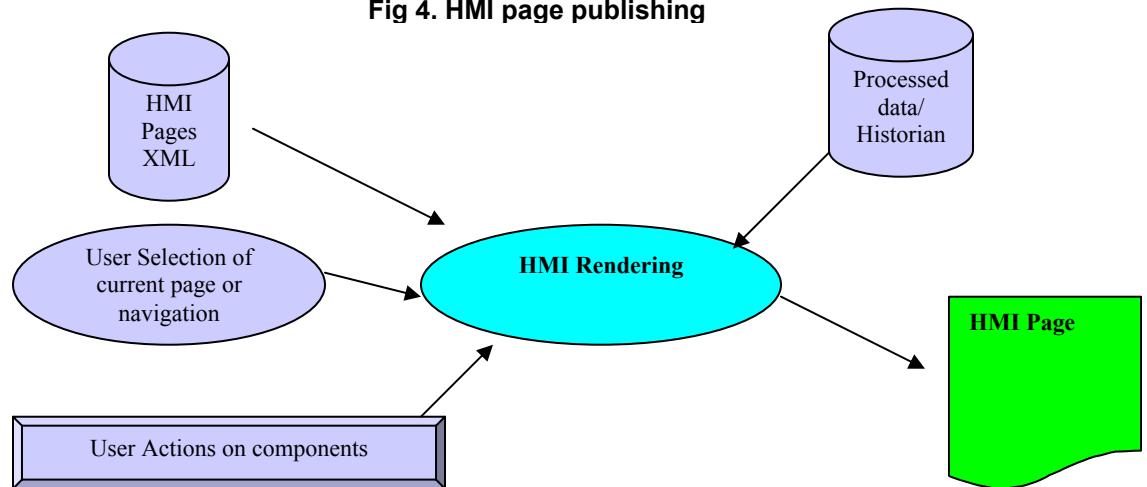 Fig 4. HMI page publishing
HMI
Pages
XML
Processed
data/
Historian
User Selection of
current page or
navigation
HMI Rendering
HMI Page
User Actions on components